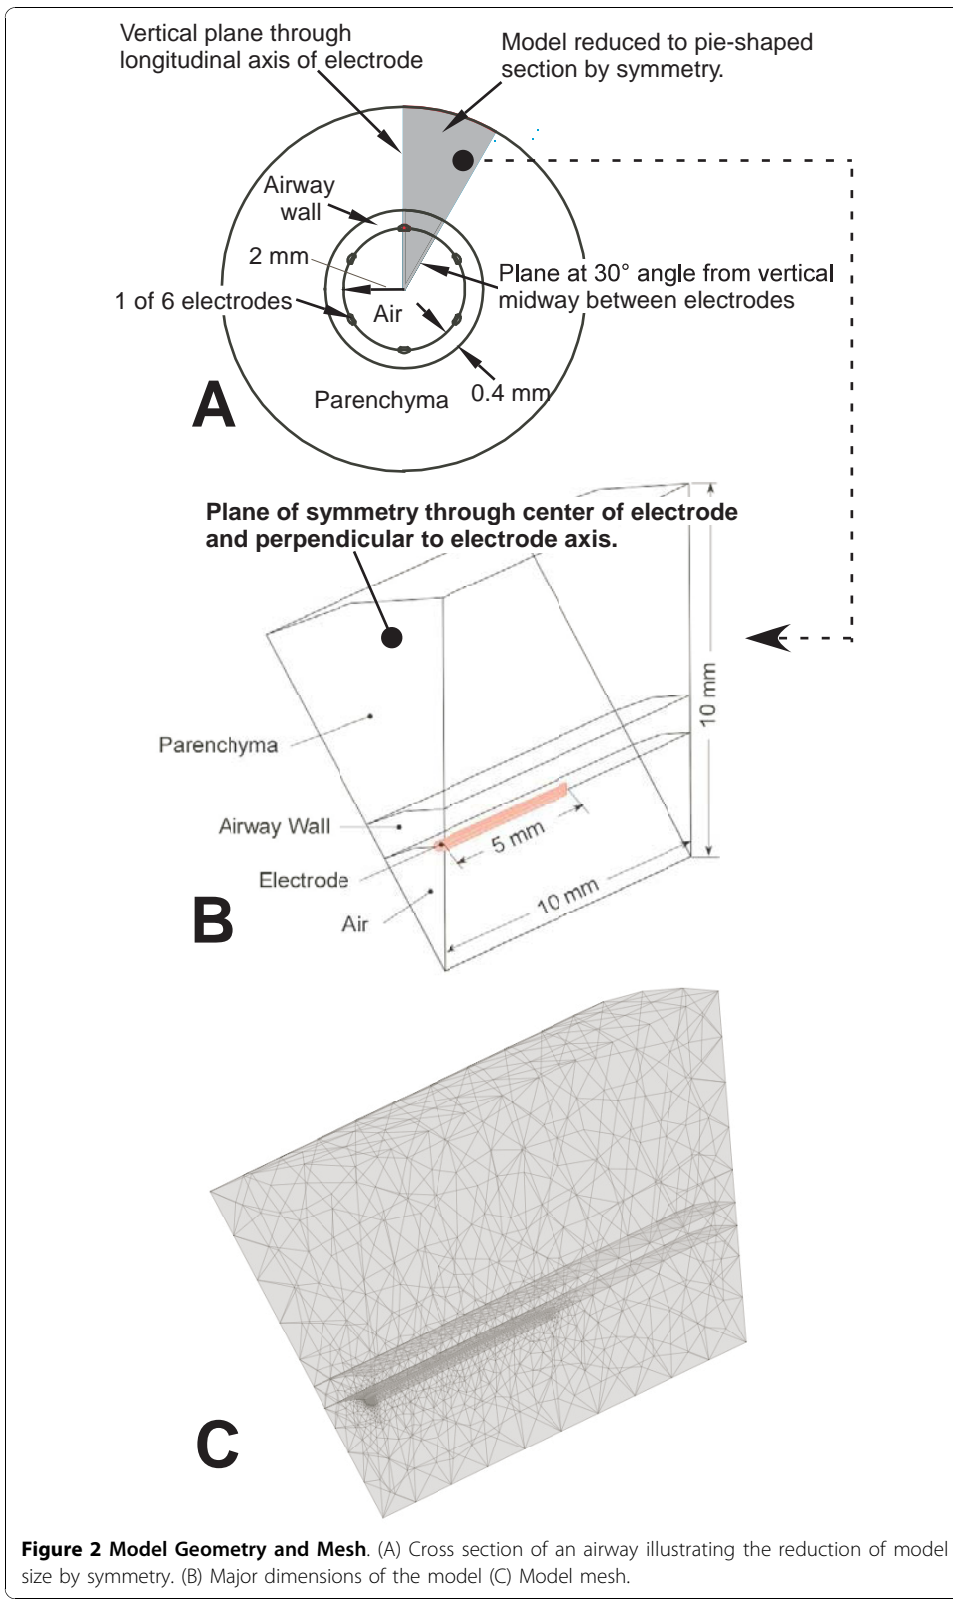 Vertical plane through
longitudinal axis of electrode
Model reduced to pie-shaped
section by symmetry.
Airway
wall
2 mm
Plane at 30° angle from vertical
midway between electrodes
1 of 6 electrodes
Air
0.4 mm
Parenchyma
A
Plane of symmetry through center of electrode
and perpendicular to electrode axis.
10 mm
Parenchyma
Airway Wall
5 mm
Electrode
10 mm
Air
B
C
Figure 2 Model Geometry and Mesh. (A) Cross section of an airway illustrating the reduction of model
size by symmetry. (B) Major dimensions of the model (C) Model mesh.